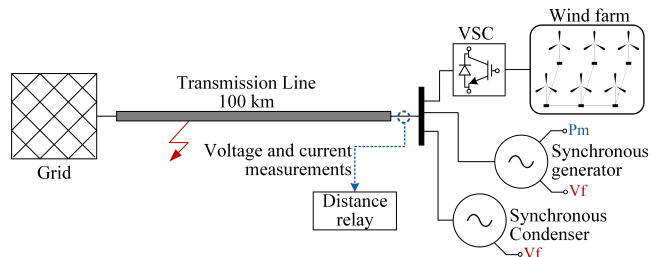 Wind farm
VSC
Transmission Line
100 km
Grid
Voltage and current
measurements
Distance
relay
Pm
Synchronous
generator
Vf
Synchronous
Condenser
Vf